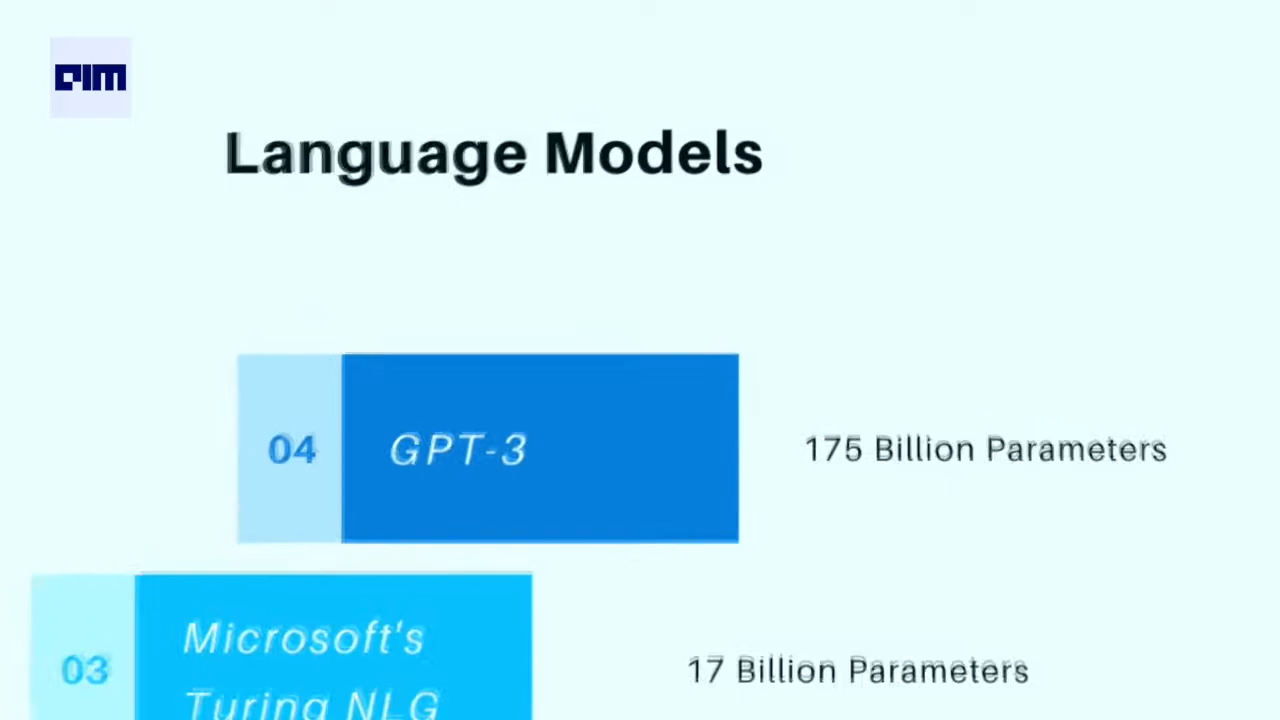 AIM
Language Models
04
GPT-3
175 Billion Parameters
03
Microsoft's
Turing NLG
17 Billion Parameters